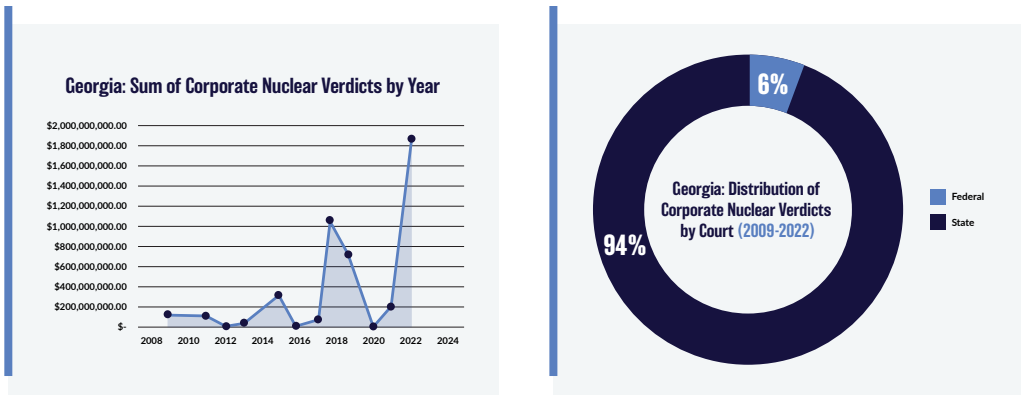 Georgia: Sum of Corporate Nuclear Verdicts by Year
$2,000,000,000.00
$1,800,000,000.00
$1,600,000,000.00
$1,400,000,000.00
$1,200,000,000.00
$1,000,000,000.00
$800,000,000.00
$600,000,000.00
$400,000,000.00
$200,000,000.00
$-
2008 2010 2012 2014 2016 2018 2020 2022 2024
6%
Georgia: Distribution of
Corporate Nuclear Verdicts
by Court (2009-2022)
94%
Federal
State